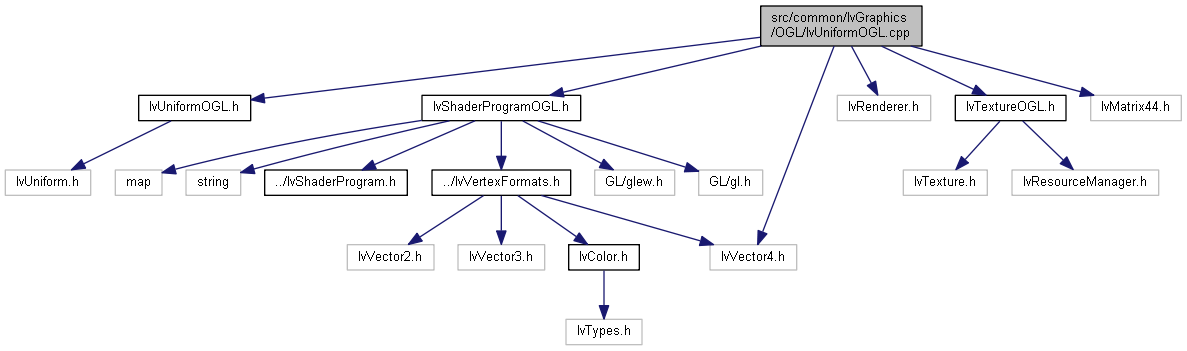 src/common/lvGraphics
/OGL/lvUniformOGL.cpp
lvUniformOGL.h
lvShaderProgramOGL.h
lvRenderer.h
lvTextureOGL.h
lvMatrix44.h
lvUniform.h
map
string
../lvShaderProgram.h
../lvVertexFormats.h
GL/glew.h
GL/gl.h
lvTexture.h
lvResourceManager.h
lvVector2.h
lvVector3.h
lvColor.h
lvVector4.h
lvTypes.h